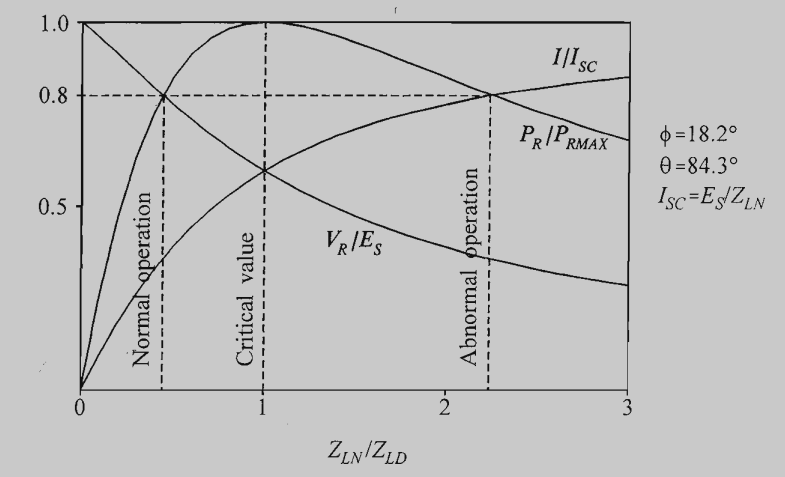 1.0
0.8
0.5
I/I_SC
P_R/P_RMAX
V_R/E_S
Normal operation
Critical value
Abnormal operation
0 1 2 3
Z_LN/Z_LD
ϕ=18.2°
θ=84.3°
I_SC=E_S/Z_LN